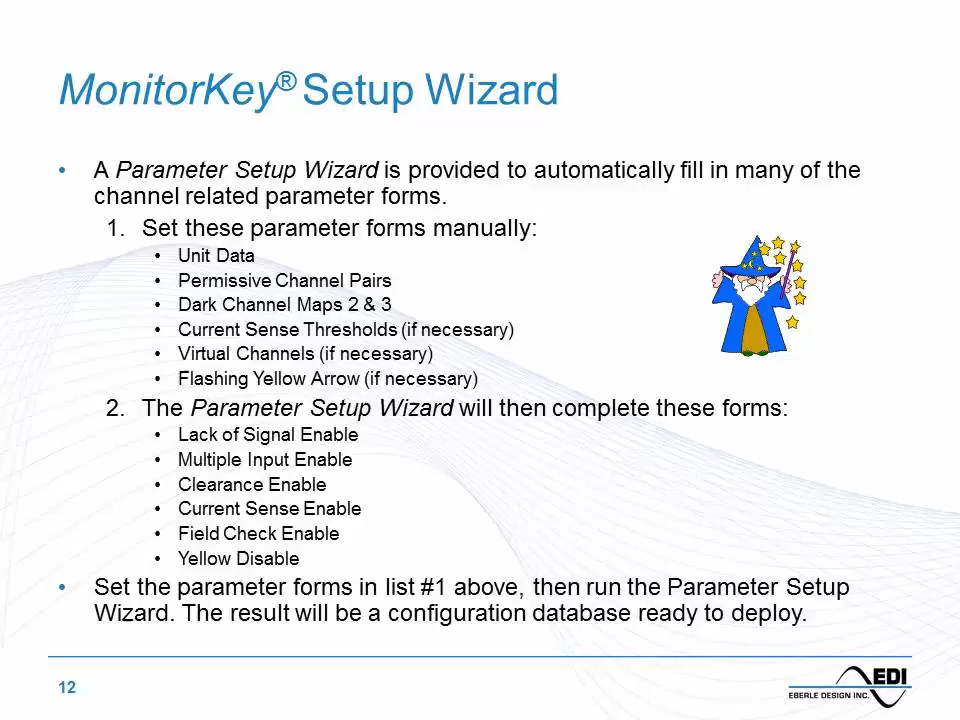 MonitorKey® Setup Wizard
• A Parameter Setup Wizard is provided to automatically fill in many of the
channel related parameter forms.
1. Set these parameter forms manually:
• Unit Data
• Permissive Channel Pairs
• Dark Channel Maps 2 & 3
• Current Sense Thresholds (if necessary)
• Virtual Channels (if necessary)
• Flashing Yellow Arrow (if necessary)
2. The Parameter Setup Wizard will then complete these forms:
• Lack of Signal Enable
• Multiple Input Enable
• Clearance Enable
• Current Sense Enable
• Field Check Enable
• Yellow Disable
• Set the parameter forms in list #1 above, then run the Parameter Setup
Wizard. The result will be a configuration database ready to deploy.
12
EDI
EBERLE DESIGN INC.